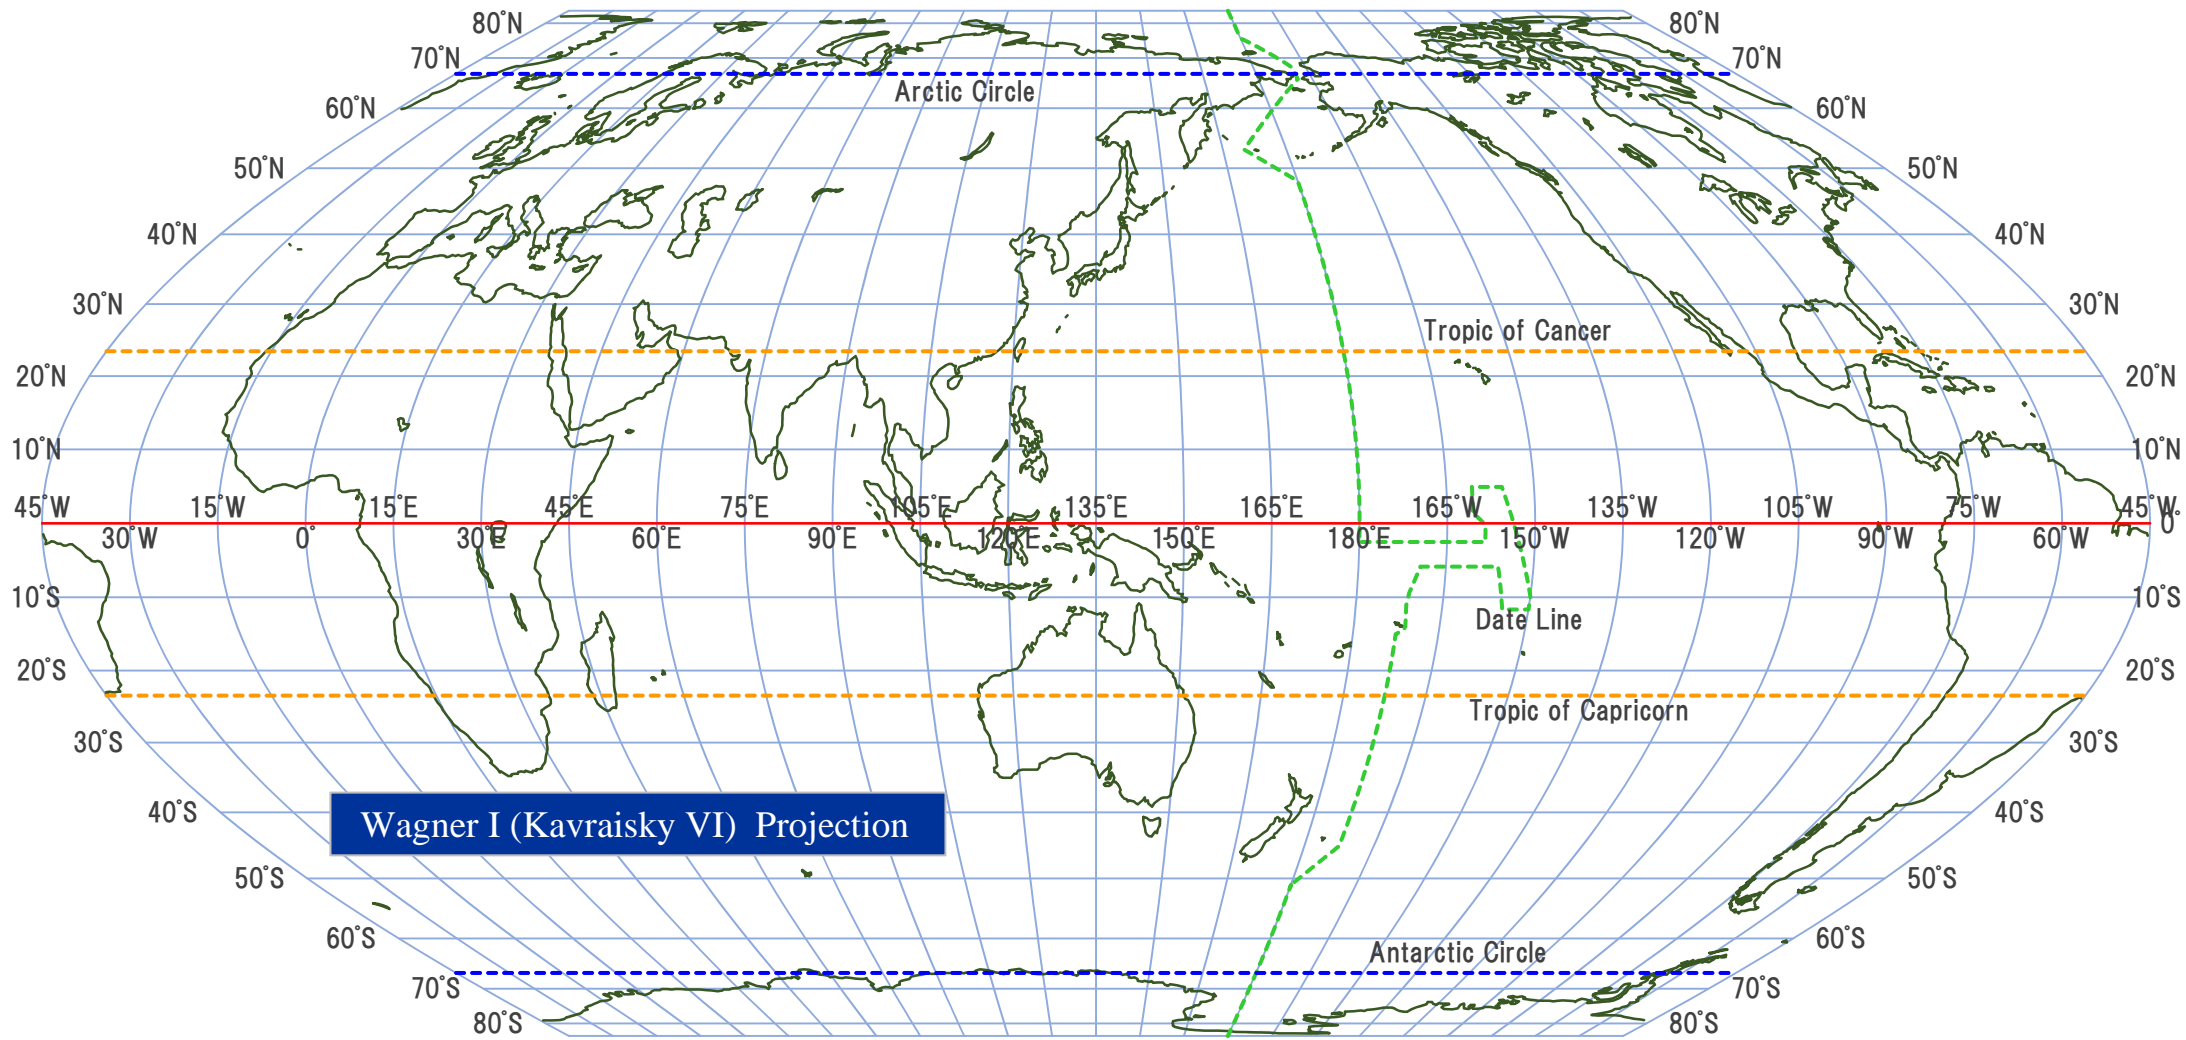 80°N 80°N
70°N 70°N
Arctic Circle
60°N 60°N
50°N 50°N
40°N 40°N
30°N 30°N
Tropic of Cancer
20°N 20°N
10°N 10°N
45°W 15°W 15°E 45°E 75°E 105°E 135°E 165°E 165°W 135°W 105°W 75°W 45°W
0°
30°W 0° 30°E 60°E 90°E 120°E 150°E 180°E 150°W 120°W 90°W 60°W
10°S 10°S
Date Line
20°S 20°S
Tropic of Capricorn
30°S 30°S
40°S 40°S
Wagner I (Kavraisky VI) Projection
50°S 50°S
60°S 60°S
Antarctic Circle
70°S 70°S
80°S 80°S